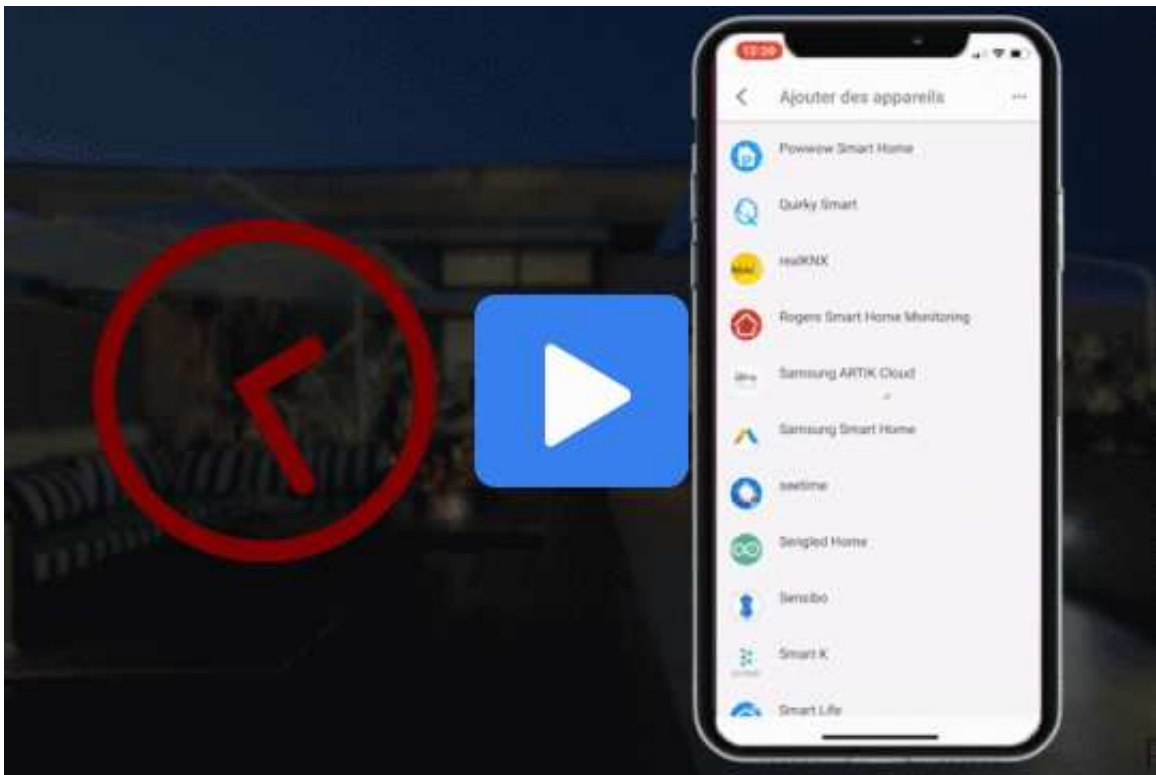 Ajouter des appareils
Powwow Smart Home
Quirky Smart
realKNX
Rogers Smart Home Monitoring
Samsung ARTIK Cloud
Samsung Smart Home
seetime
Sengled Home
Sensibo
Smart K
Smart Life